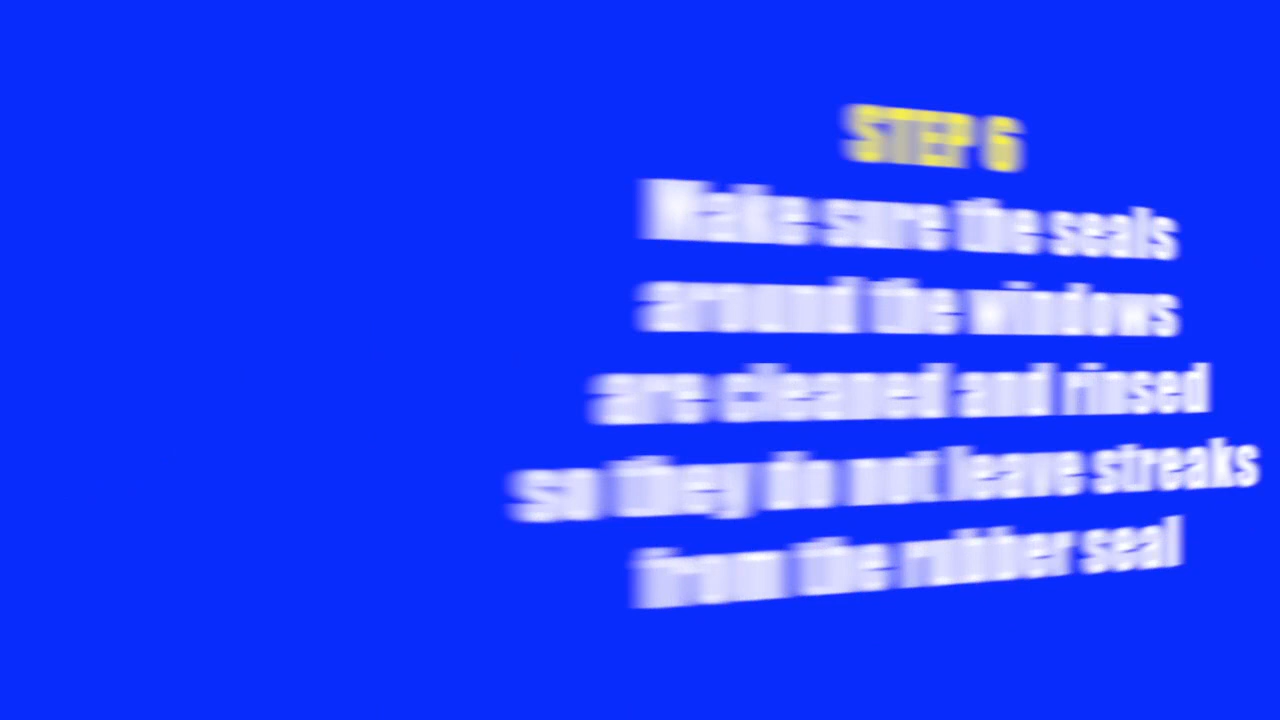 STEP 6
Make sure the seals
around the windows
are cleaned and rinsed
so they do not leave streaks
from the rubber seal